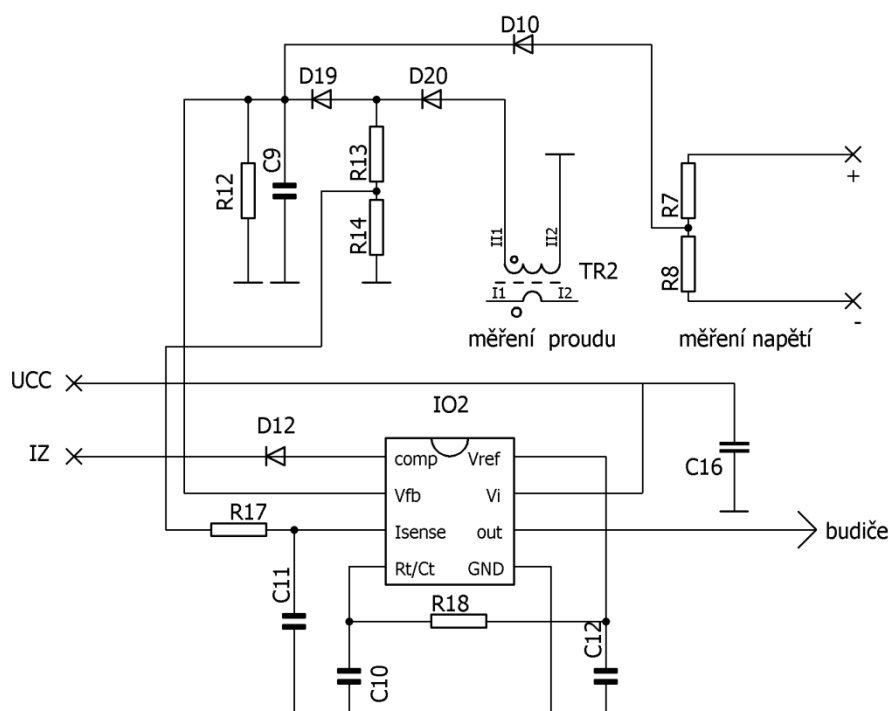 D10
D19
D20
R12
C9
R13
R14
II1
II2
TR2
I1
I2
R7
R8
+
-
měření proudu
měření napětí
UCC
IO2
D12
IZ
C16
comp
Vref
Vfb
Vi
R17
Isense
out
budiče
Rt/Ct
GND
C11
R18
C10
C12